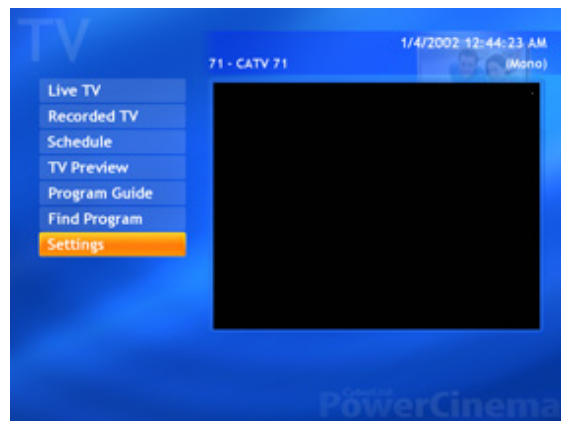 TV
1/4/2002 12:44:23 AM
71 - CATV 71
(Mono)
Live TV
Recorded TV
Schedule
TV Preview
Program Guide
Find Program
Settings
CyberLink
PowerCinema